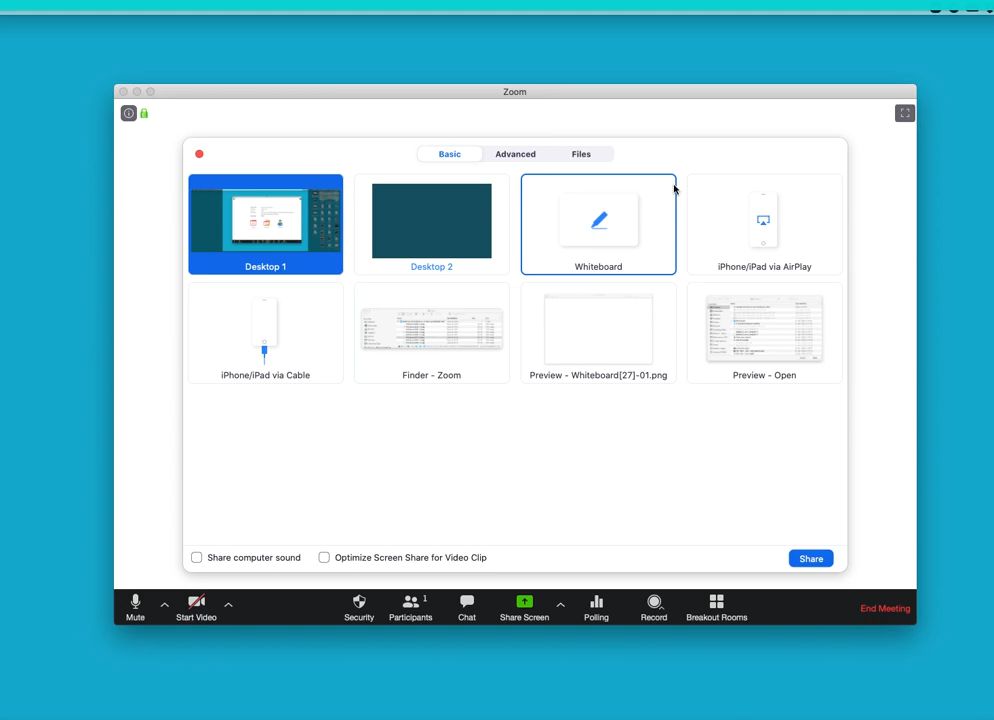 Zoom
Basic
Advanced
Files
Desktop 1
Desktop 2
Whiteboard
iPhone/iPad via AirPlay
iPhone/iPad via Cable
Finder - Zoom
Preview - Whiteboard[27]-01.png
Preview - Open
Share computer sound
Optimize Screen Share for Video Clip
Share
Mute
Start Video
Security
1
Participants
Chat
Share Screen
Polling
Record
Breakout Rooms
End Meeting